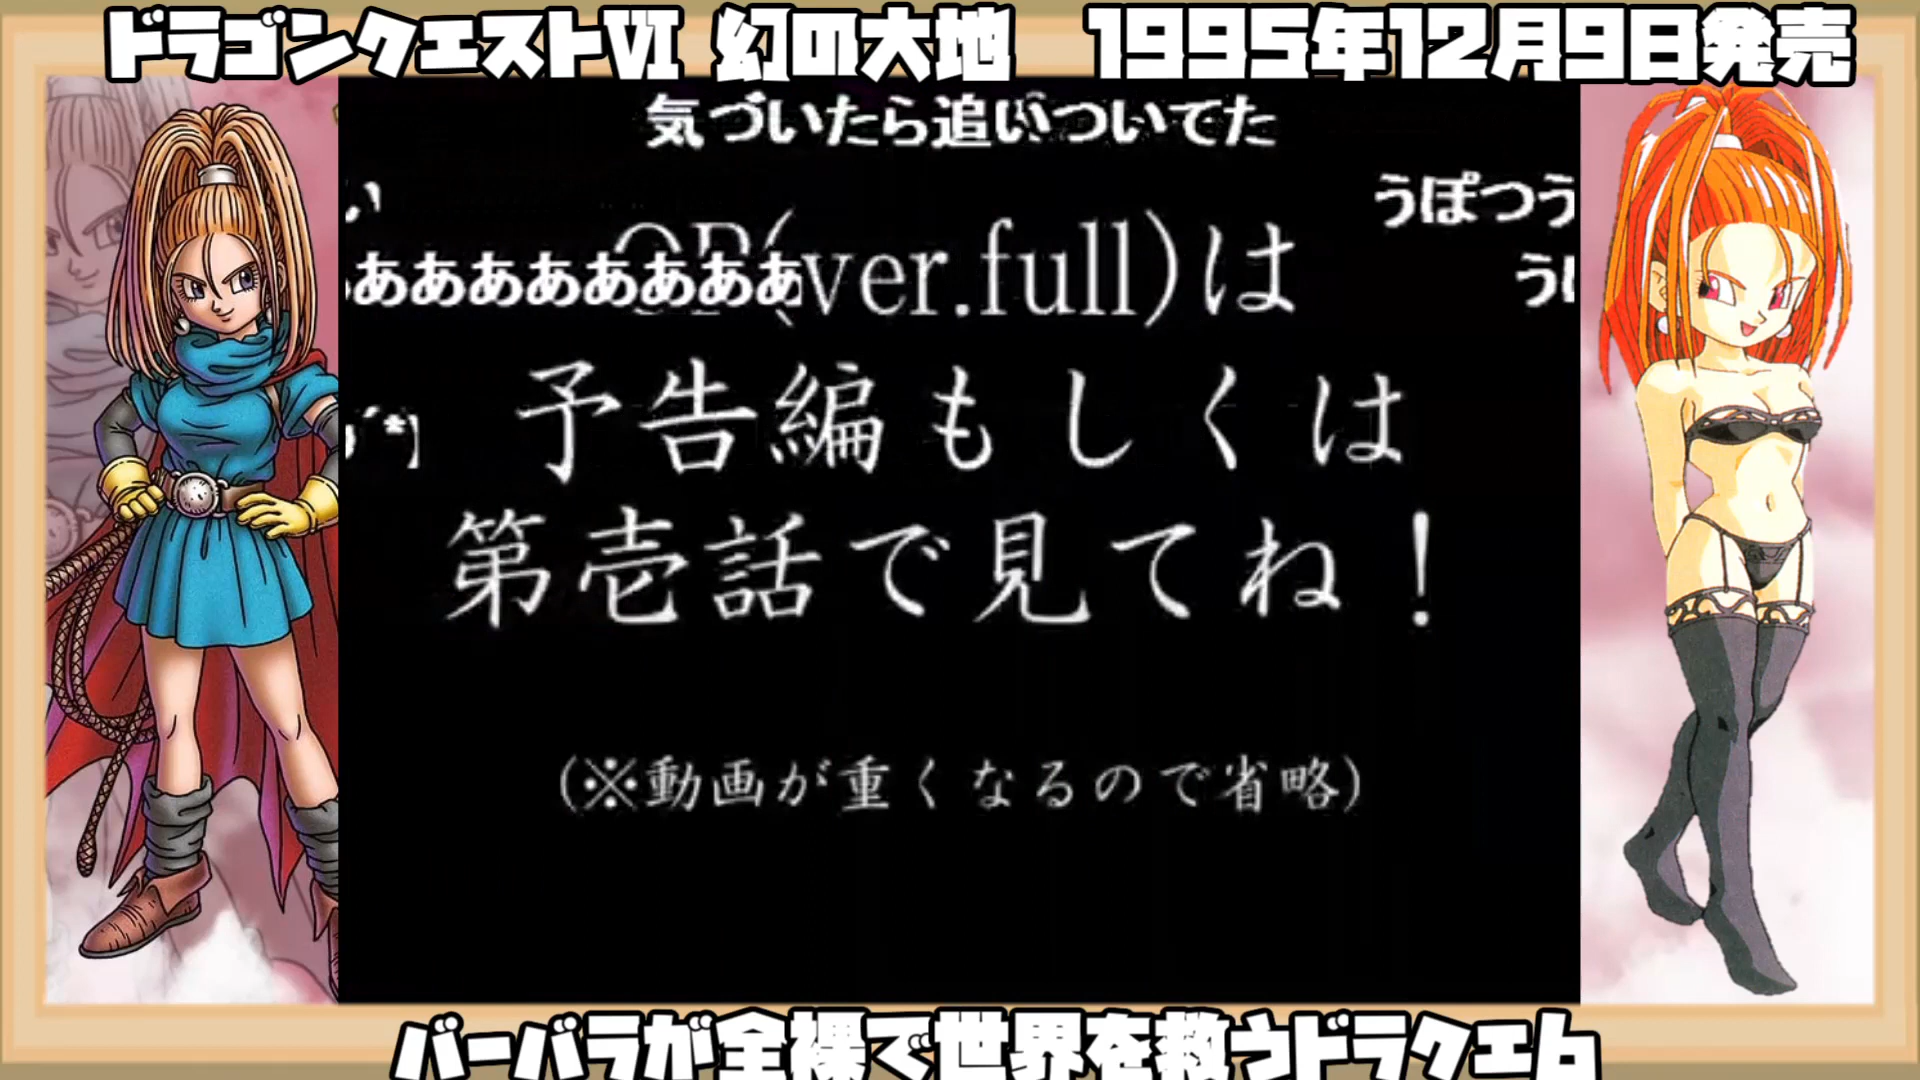 ドラゴンクエストVI 幻の大地　1995年12月9日発売
気づいたら追いついてた
い
うぽつう
ああああああああ
OP(ver.full)は
予告編もしくは
´*)
第壱話で見てね！
(※動画が重くなるので省略)
バーバラが全裸で世界を救うドラクエ6